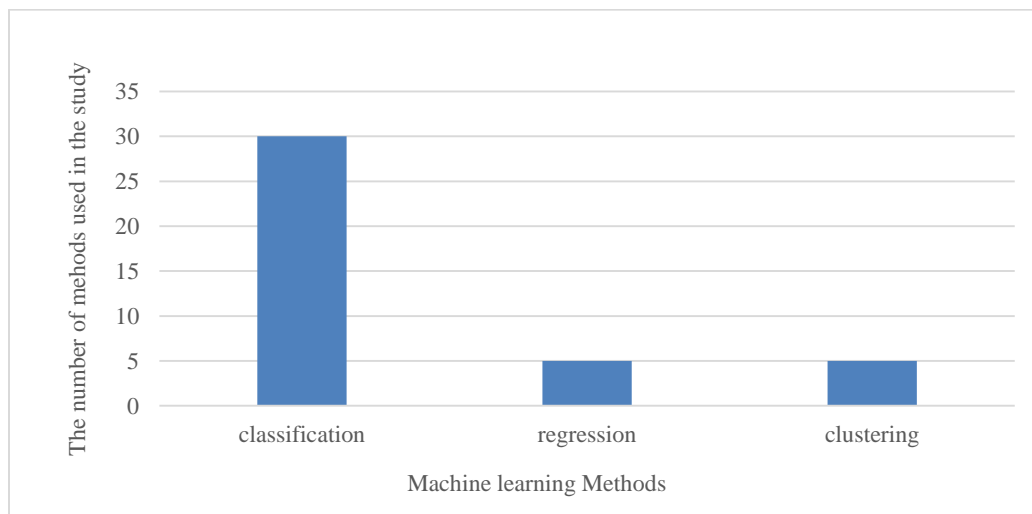 The number of mehods used in the study
35
30
25
20
15
10
5
0
classification regression clustering
Machine learning Methods